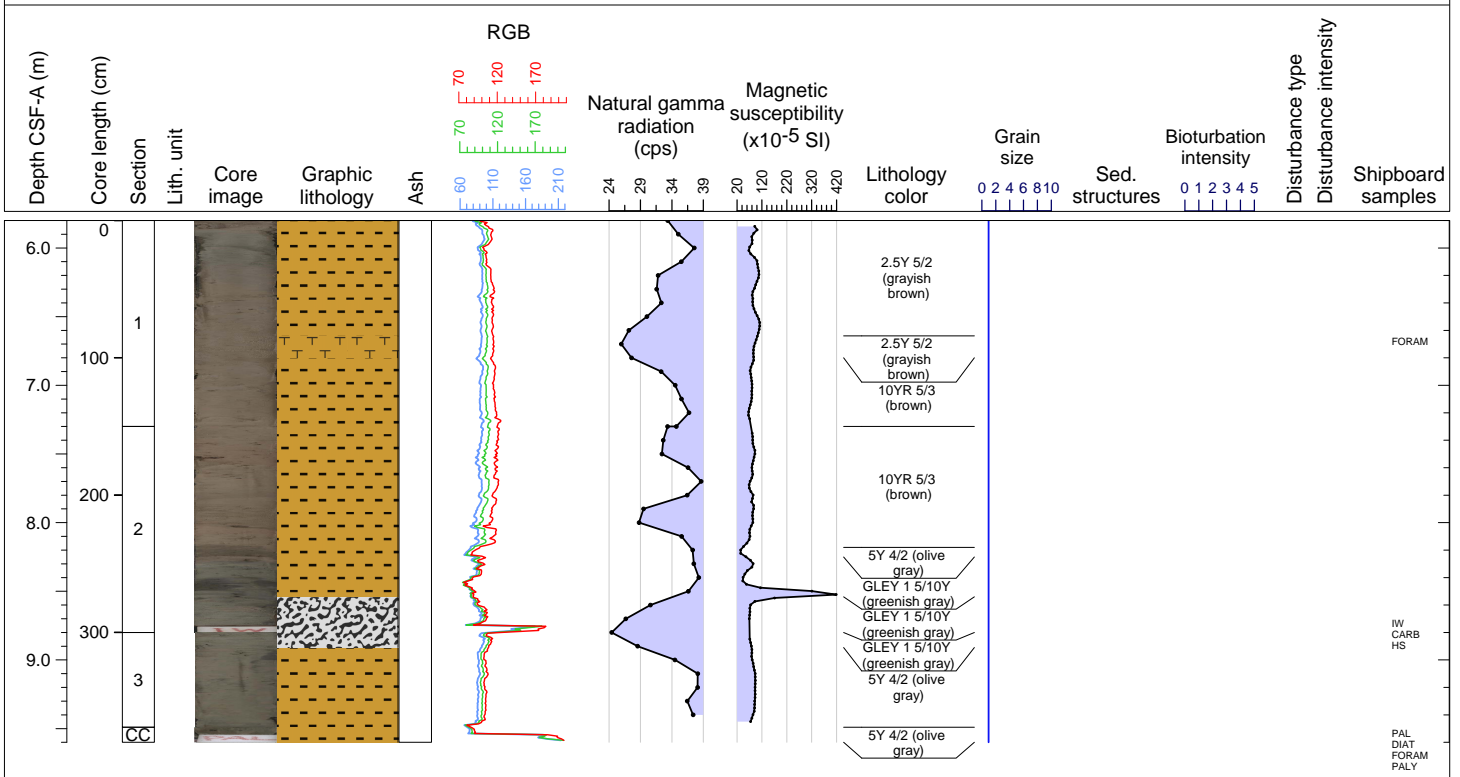 RGB
70 120 170
70 120 170
60 110 160 210
Depth CSF-A (m)
Core length (cm)
Section
Lith. unit
Core image
Graphic lithology
Ash
Natural gamma radiation (cps)
24 29 34 39
Magnetic susceptibility (x10-5 SI)
20 120 220 320 420
Lithology color
Grain size
0 2 4 6 8 10
Sed. structures
Bioturbation intensity
0 1 2 3 4 5
Disturbance type
Disturbance intensity
Shipboard samples
6.0
7.0
8.0
9.0
0
100
200
300
1
2
3
CC
IW
PAL
2.5Y 5/2
(grayish
brown)
2.5Y 5/2
(grayish
brown)
10YR 5/3
(brown)
10YR 5/3
(brown)
5Y 4/2 (olive
gray)
GLEY 1 5/10Y
(greenish gray)
GLEY 1 5/10Y
(greenish gray)
GLEY 1 5/10Y
(greenish gray)
5Y 4/2 (olive
gray)
5Y 4/2 (olive
gray)
FORAM
IW
CARB
HS
PAL
DIAT
FORAM
PALY